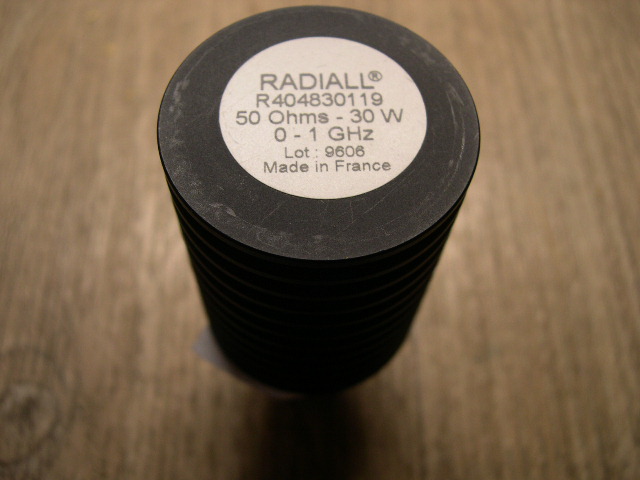 RADIALL®
R404830119
50 Ohms - 30 W
0 - 1 GHz
Lot : 9606
Made in France